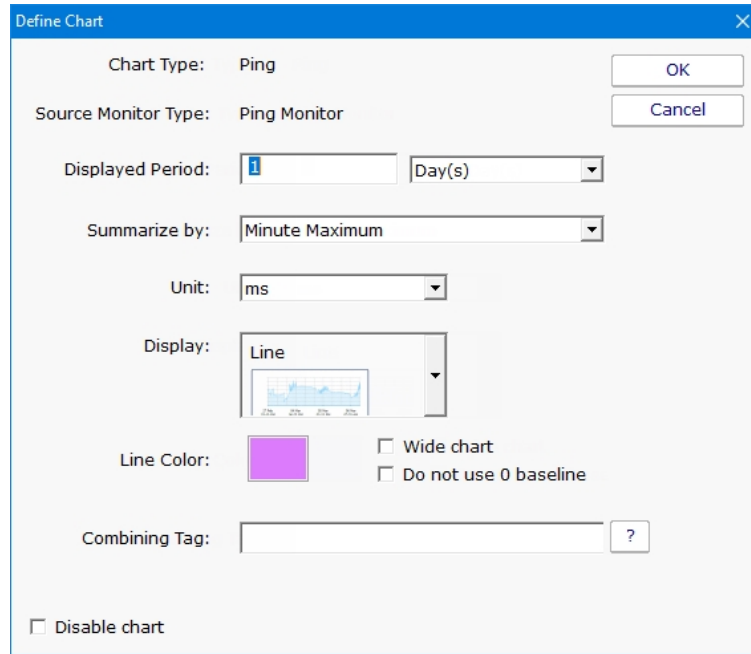 Define Chart
Chart Type: Ping
OK
Source Monitor Type: Ping Monitor
Cancel
Displayed Period: 1 Day(s)
Summarize by: Minute Maximum
Unit: ms
Display: Line
Line Color:
Wide chart
Do not use 0 baseline
Combining Tag: ?
Disable chart